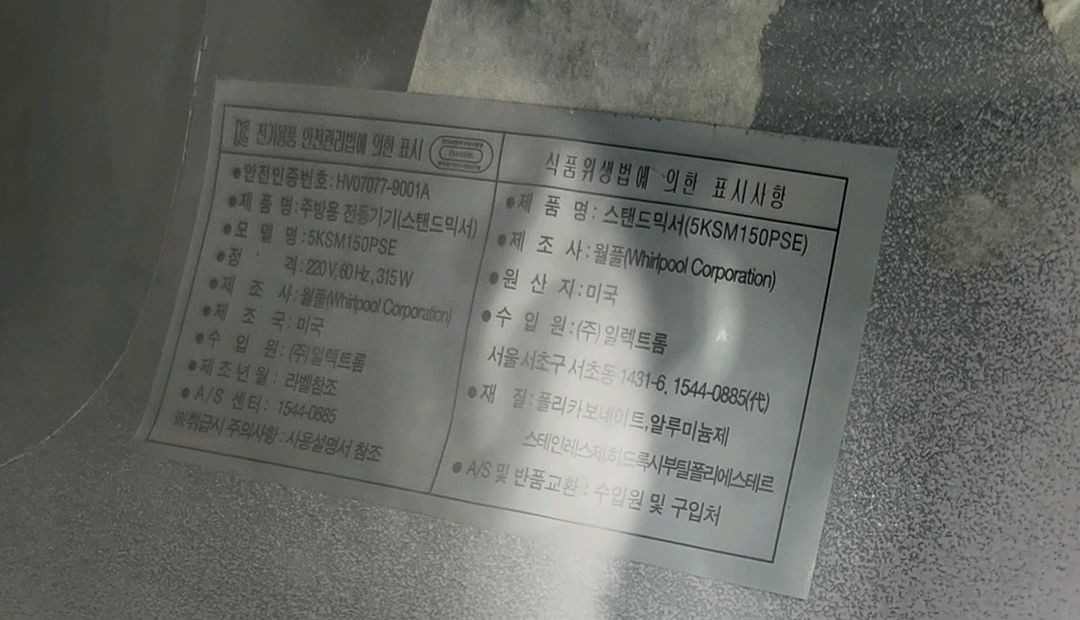 전기용품 안전관리법에 의한 표시
●안전인증번호 : HV07077-9001A
●제 품 명 : 주방용 전동기기(스탠드믹서)
●모 델 명 : 5KSM150PSE
●정 격 : 220V, 60Hz, 315W
●제 조 사 : 월풀(Whirlpool Corporation)
●제 조 국 : 미국
●수 입 원 : (주)일렉트롬
●제조년월 : 라벨참조
●A/S 센터 : 1544-0885
※취급시 주의사항 : 사용설명서 참조
식품위생법에 의한 표시사항
●제 품 명 : 스탠드믹서(5KSM150PSE)
●제 조 사 : 월풀(Whirlpool Corporation)
●원 산 지 : 미국
●수 입 원 : (주)일렉트롬
서울 서초구 서초동 1431-6, 1544-0885(代)
●재 질 : 폴리카보네이트,알루미늄제
스테인레스제,히드록시부틸폴리에스테르
●A/S 및 반품교환 : 수입원 및 구입처